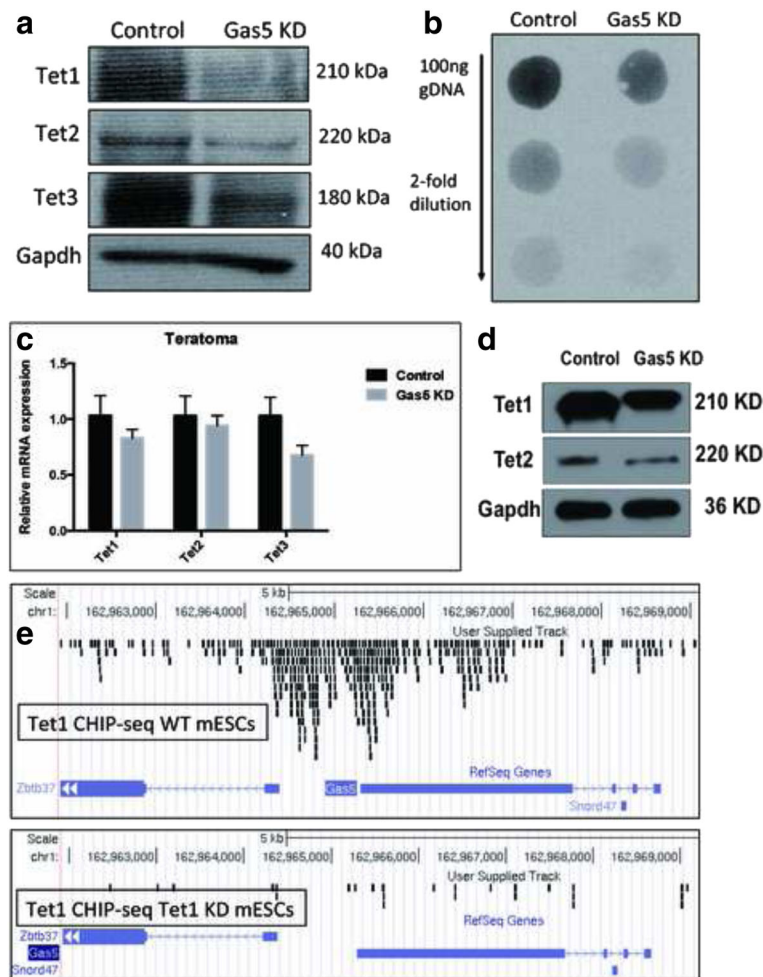 a
Control Gas5 KD
Tet1 210 kDa
Tet2 220 kDa
Tet3 180 kDa
Gapdh 40 kDa
b
Control Gas5 KD
100ng
gDNA
2-fold
dilution
c
Teratoma
Relative mRNA expression
1.5
1.0
0.5
0.0
Control
Gas5 KD
Tet1 Tet2 Tet3
d
Control Gas5 KD
Tet1 210 KD
Tet2 220 KD
Gapdh 36 KD
e
Scale 5 kb
chr1: 162,963,000 162,964,000 162,965,000 162,966,000 162,967,000 162,968,000 162,969,000
User Supplied Track
Tet1 CHIP-seq WT mESCs
RefSeq Genes
Zbtb37 Gas5
Snord47
Scale 5 kb
chr1: 162,963,000 162,964,000 162,965,000 162,966,000 162,967,000 162,968,000 162,969,000
User Supplied Track
Tet1 CHIP-seq Tet1 KD mESCs
RefSeq Genes
Zbtb37
Gas5
Snord47